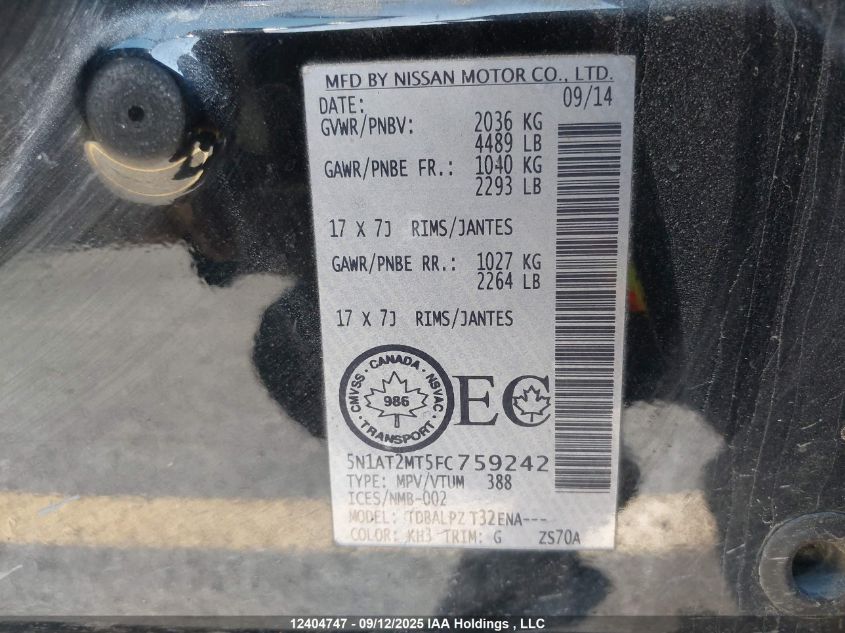 MFD BY NISSAN MOTOR CO., LTD.
DATE: 09/14
GVWR/PNBV: 2036 KG
4489 LB
GAWR/PNBE FR.: 1040 KG
2293 LB
17 X 7J RIMS/JANTES
GAWR/PNBE RR.: 1027 KG
2264 LB
17 X 7J RIMS/JANTES
CMVSS · CANADA · NSVAC
986
TRANSPORT
EC
5N1AT2MT5FC759242
TYPE: MPV/VTUM 388
ICES/NMB-002
MODEL: TDBALPZ T32ENA---
COLOR: KH3 TRIM: G ZS70A
12404747 - 09/12/2025 IAA Holdings , LLC